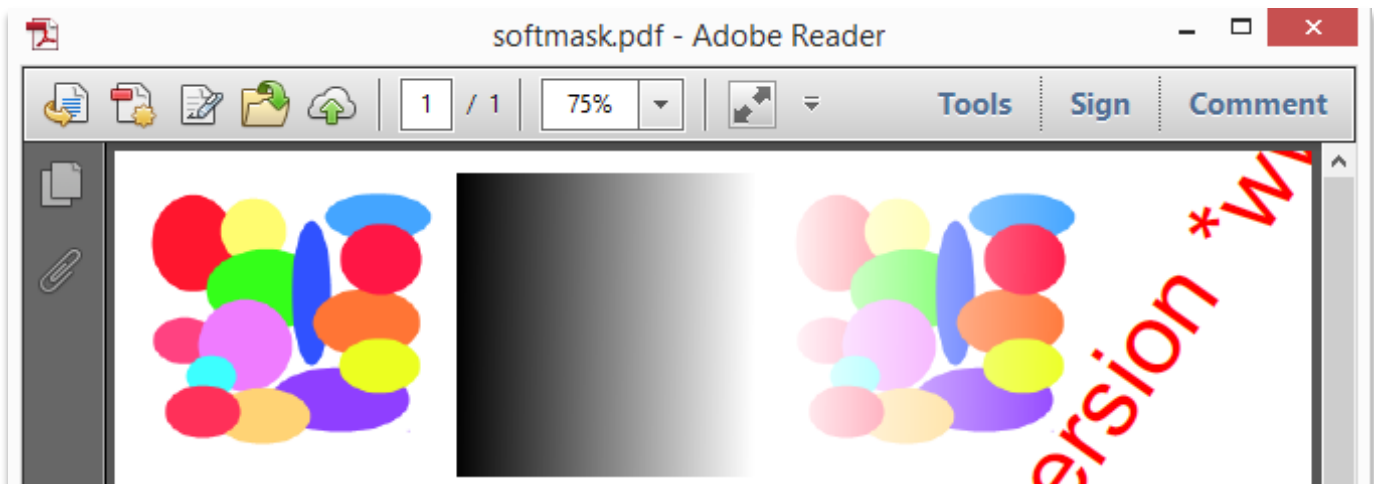 softmask.pdf - Adobe Reader
1 / 1 75% Tools Sign Comment
ersion *w